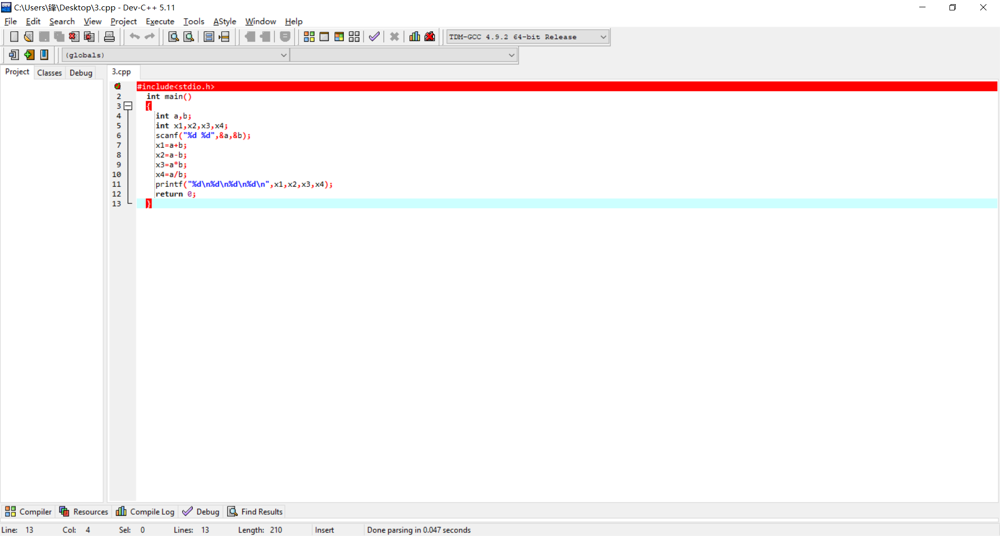 C:\Users\锋\Desktop\3.cpp - Dev-C++ 5.11
File Edit Search View Project Execute Tools AStyle Window Help
TDM-GCC 4.9.2 64-bit Release
(globals)
Project Classes Debug 3.cpp
#include<stdio.h>
2 int main()
3 {
4 int a,b;
5 int x1,x2,x3,x4;
6 scanf("%d %d",&a,&b);
7 x1=a+b;
8 x2=a-b;
9 x3=a*b;
10 x4=a/b;
11 printf("%d\n%d\n%d\n%d\n",x1,x2,x3,x4);
12 return 0;
13 }
Compiler Resources Compile Log Debug Find Results
Line: 13 Col: 4 Sel: 0 Lines: 13 Length: 210 Insert Done parsing in 0.047 seconds